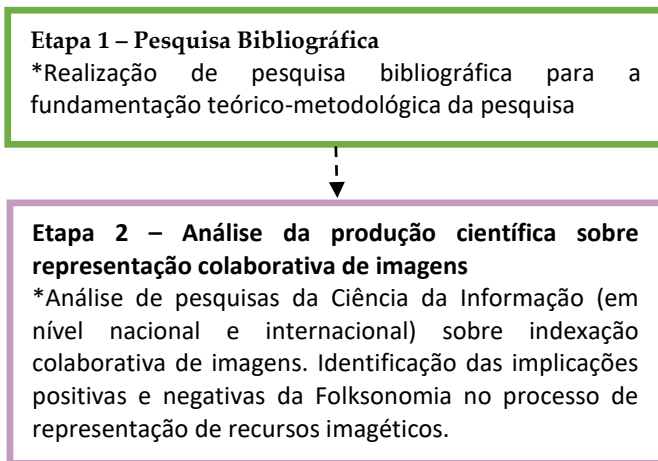 Etapa 1 – Pesquisa Bibliográfica
*Realização de pesquisa bibliográfica para a
fundamentação teórico-metodológica da pesquisa
Etapa 2 – Análise da produção científica sobre
representação colaborativa de imagens
*Análise de pesquisas da Ciência da Informação (em
nível nacional e internacional) sobre indexação
colaborativa de imagens. Identificação das implicações
positivas e negativas da Folksonomia no processo de
representação de recursos imagéticos.